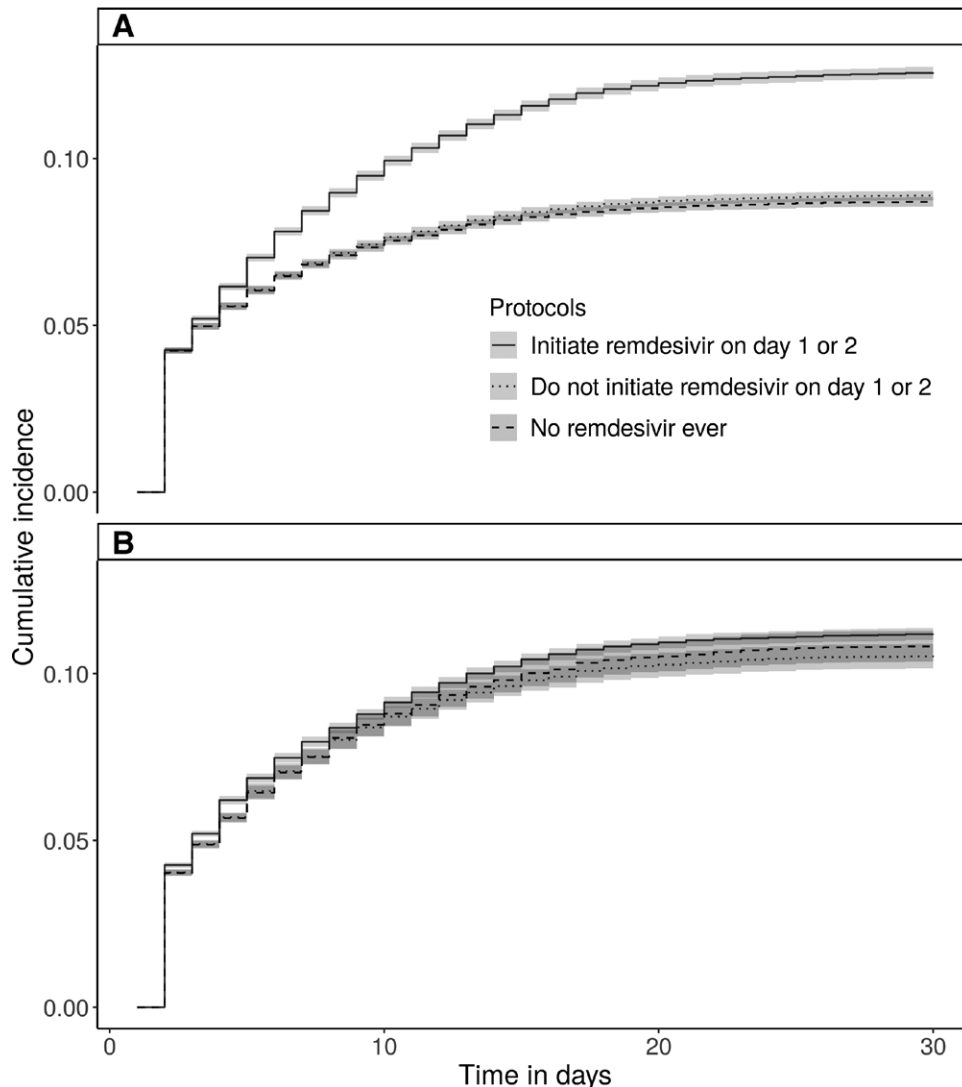 A
0.10
0.05
0.00
Protocols
Initiate remdesivir on day 1 or 2
Do not initiate remdesivir on day 1 or 2
No remdesivir ever
Cumulative incidence
B
0.10
0.05
0.00
0
10
20
30
Time in days